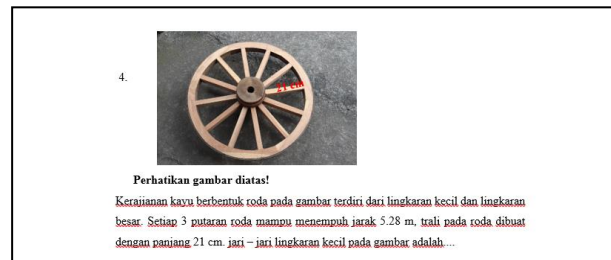 4.
21 cm
Perhatikan gambar diatas!
Kerajianan kayu berbentuk roda pada gambar terdiri dari lingkaran kecil dan lingkaran
besar. Setiap 3 putaran roda mampu menempuh jarak 5.28 m, trali pada roda dibuat
dengan panjang 21 cm. jari – jari lingkaran kecil pada gambar adalah....